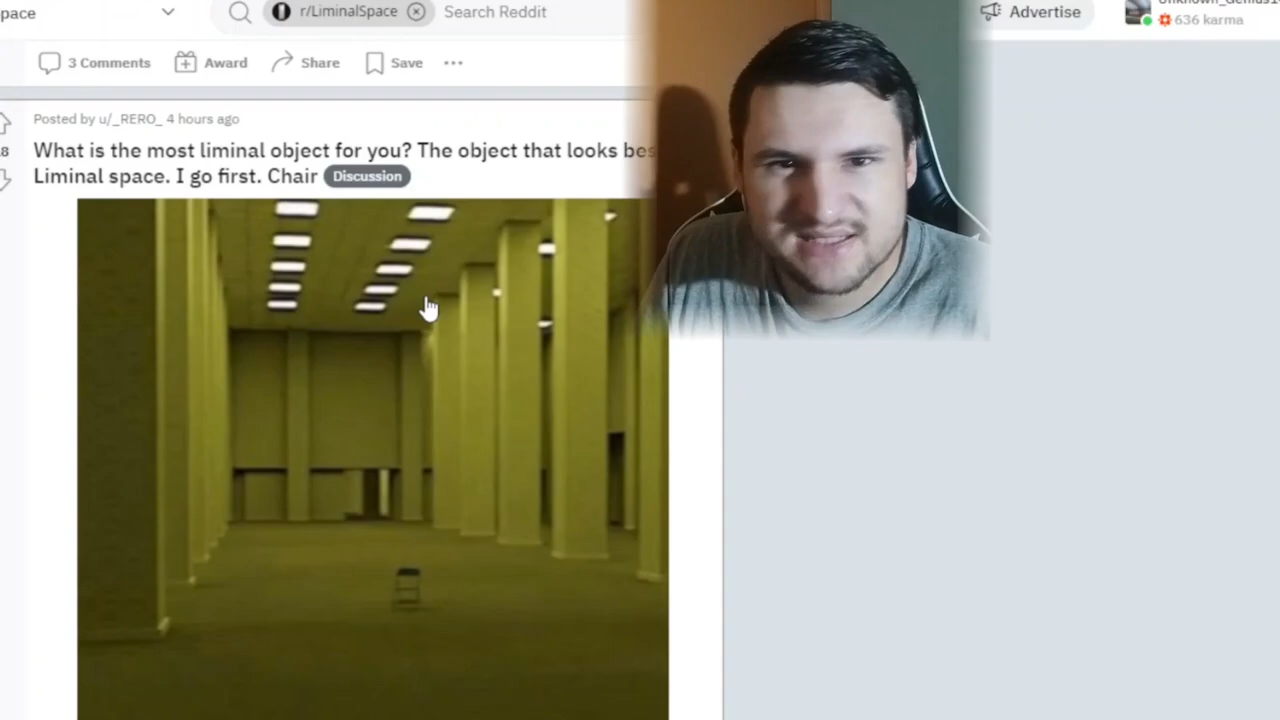 pace
r/LiminalSpace
Search Reddit
Advertise
636 karma
3 Comments
Award
Share
Save
Posted by u/_RERO_ 4 hours ago
What is the most liminal object for you? The object that looks bes
Liminal space. I go first. Chair Discussion